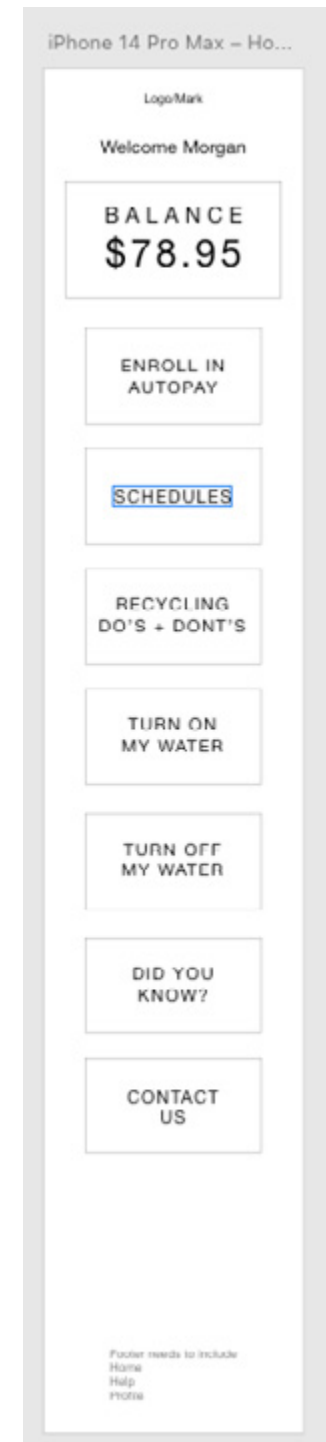 iPhone 14 Pro Max – Ho...
Logo/Mark
Welcome Morgan
BALANCE
$78.95
ENROLL IN
AUTOPAY
SCHEDULES
RECYCLING
DO'S + DONT'S
TURN ON
MY WATER
TURN OFF
MY WATER
DID YOU
KNOW?
CONTACT
US
Footer needs to include
Home
Help
Profile